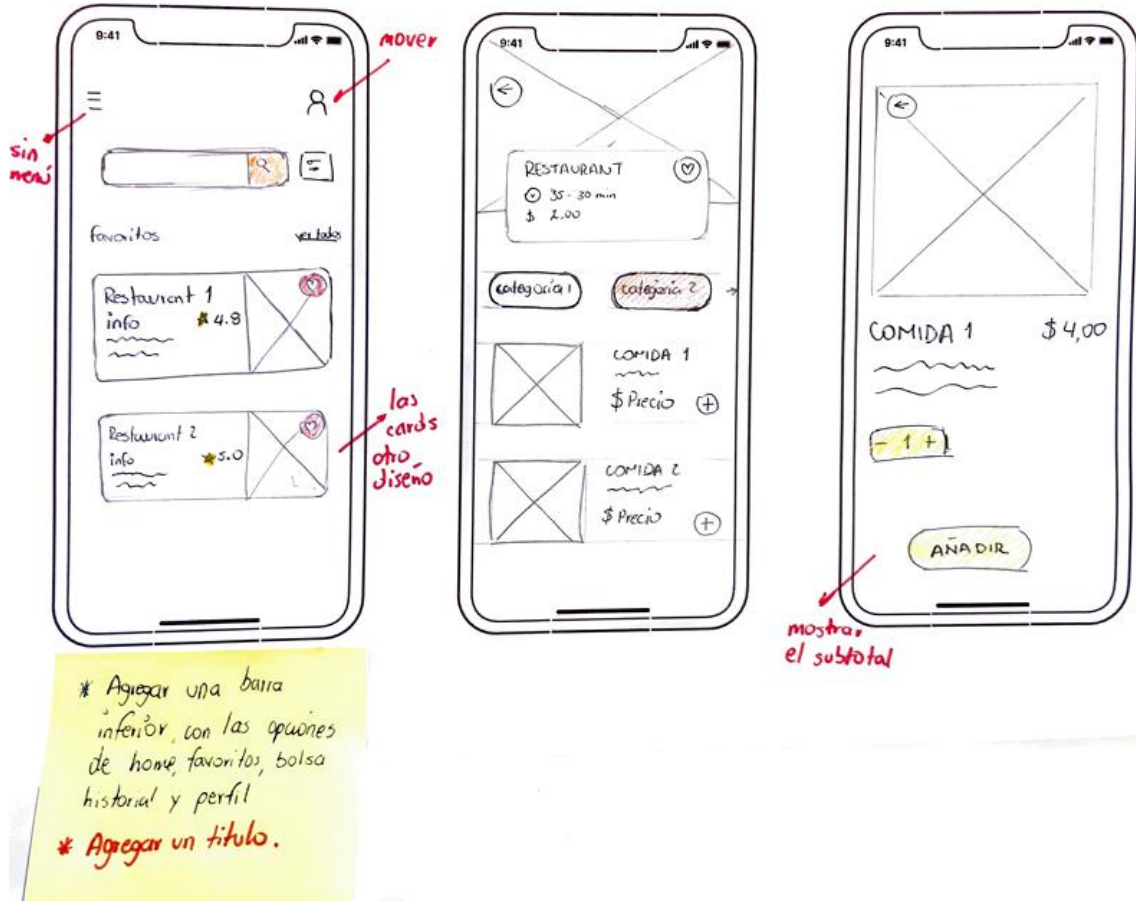 9:41
mover
sin
menú
favoritos
ver todos
Restaurant 1
info
4.8
Restaurant 2
info
5.0
las
cards
otro
diseño
* Agregar una barra
inferior, con las opciones
de home, favoritos, bolsa
historial y perfil
* Agregar un titulo.
9:41
RESTAURANT
35-30 min
$ 2.00
categoría 1
categoría 2
COMIDA 1
$ Precio
COMIDA 2
$ Precio
9:41
COMIDA 1 $4,00
- 1 +
AÑADIR
mostrar
el subtotal